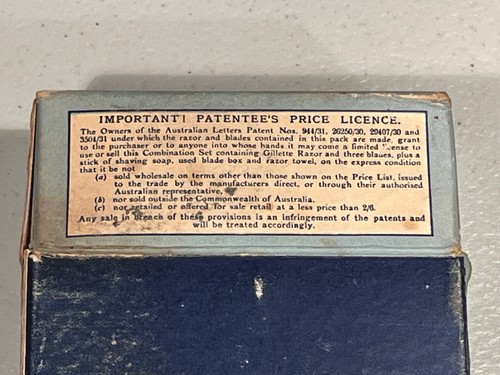 IMPORTANT! PATENTEE'S PRICE LICENCE.
The Owners of the Australian Letters Patent Nos. 944/31, 26250/30, 29407/30 and
3504/31 under which the razor and blades contained in this pack are made, grant
to the purchaser or to anyone into whose hands it may come a limited license to
use or sell this Combination Set containing Gillette Razor and three blades, plus a
stick of shaving soap, used blade box and razor towel, on the express condition
that it be not
(a) sold wholesale on terms other than those shown on the Price List, issued
to the trade by the manufacturers direct, or through their authorised
Australian representative,
(b) nor sold outside the Commonwealth of Australia.
(c) nor retailed or offered for sale retail at a less price than 2/6.
Any sale in breach of these provisions is an infringement of the patents and
will be treated accordingly.